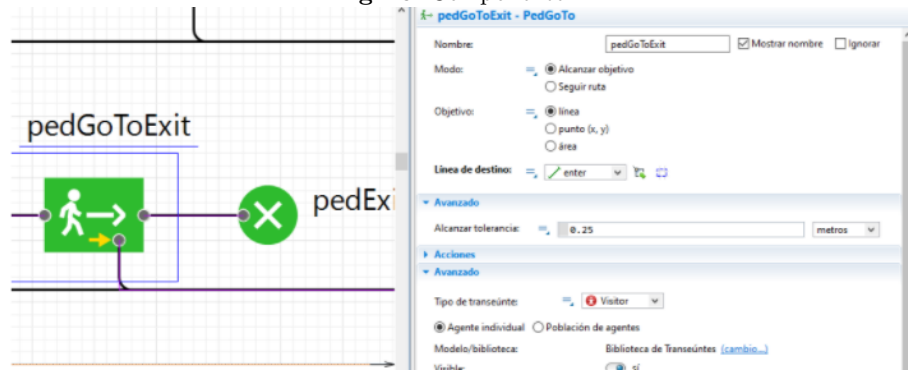 pedGoToExit - PedGoTo
Nombre: pedGoToExit Mostrar nombre Ignorar
Modo: Alcanzar objetivo
Seguir ruta
Objetivo: línea
punto (x, y)
área
Línea de destino: enter
Avanzado
Alcanzar tolerancia: 0.25 metros
Acciones
Avanzado
Tipo de transeúnte: Visitor
Agente individual Población de agentes
Modelo/biblioteca: Biblioteca de Transeúntes (cambio...)
Visible: sí
pedGoToExit
pedExi